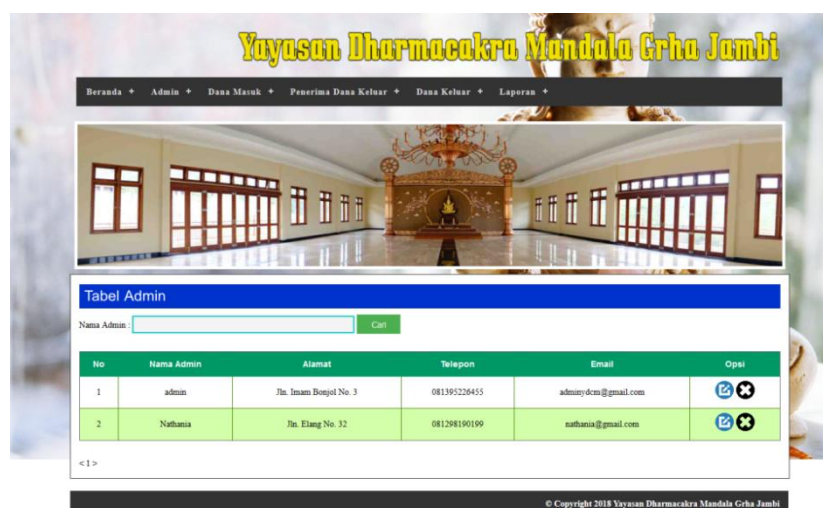 Yayasan Dharmacakra Mandala Grha Jambi
Beranda + Admin + Dana Masuk + Penerima Dana Keluar + Dana Keluar + Laporan +
Tabel Admin
Nama Admin : Cari
No Nama Admin Alamat Telepon Email Opsi
1 admin Jln. Imam Bonjol No. 3 081395226455 adminydcm@gmail.com
2 Nathania Jln. Elang No. 32 081298190199 nathania@gmail.com
< 1 >
© Copyright 2018 Yayasan Dharmacakra Mandala Grha Jambi